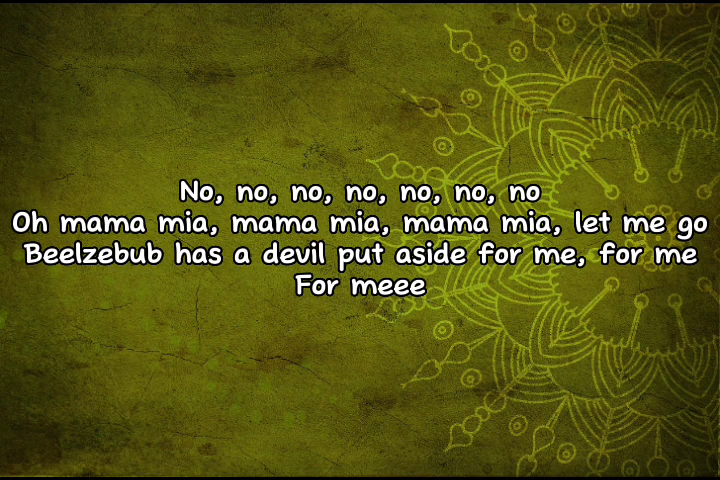 No, no, no, no, no, no, no
Oh mama mia, mama mia, mama mia, let me go
Beelzebub has a devil put aside for me, for me
For meee